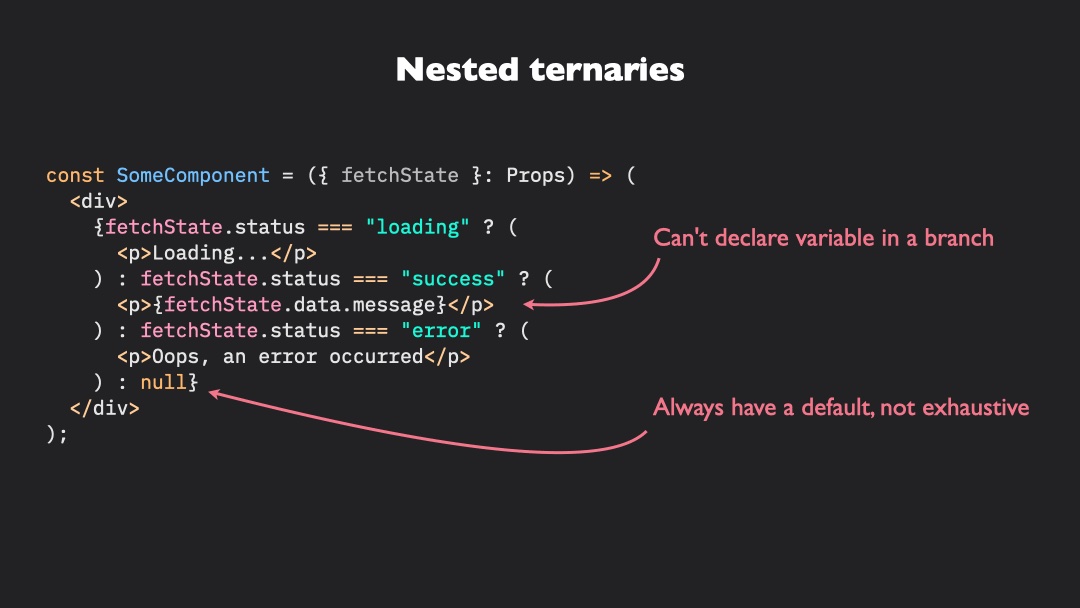 Nested ternaries
const SomeComponent = ({ fetchState }: Props) => (
<div>
{fetchState.status === "loading" ? (
<p>Loading...</p>
) : fetchState.status === "success" ? (
<p>{fetchState.data.message}</p>
) : fetchState.status === "error" ? (
<p>Oops, an error occurred</p>
) : null}
</div>
);
Can't declare variable in a branch
Always have a default, not exhaustive